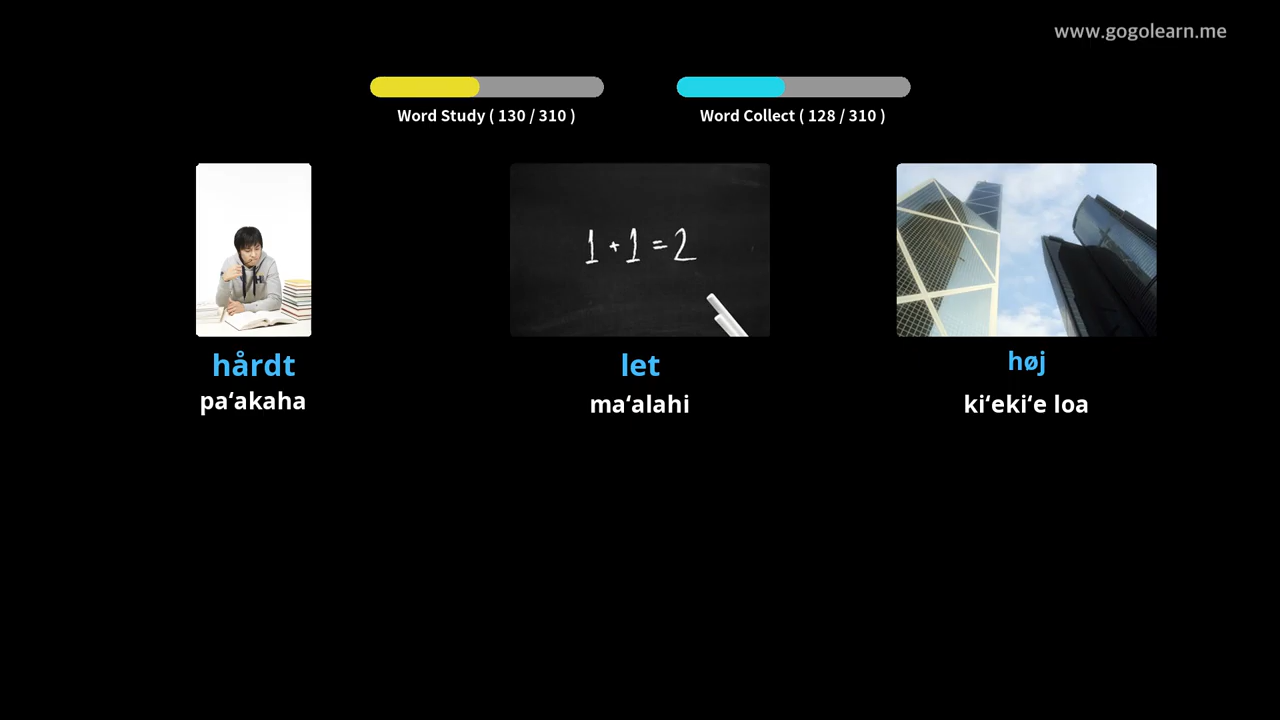 www.gogolearn.me
Word Study ( 130 / 310 )
Word Collect ( 128 / 310 )
1 + 1 = 2
hårdt
let
høj
paʻakaha
maʻalahi
kiʻekiʻe loa